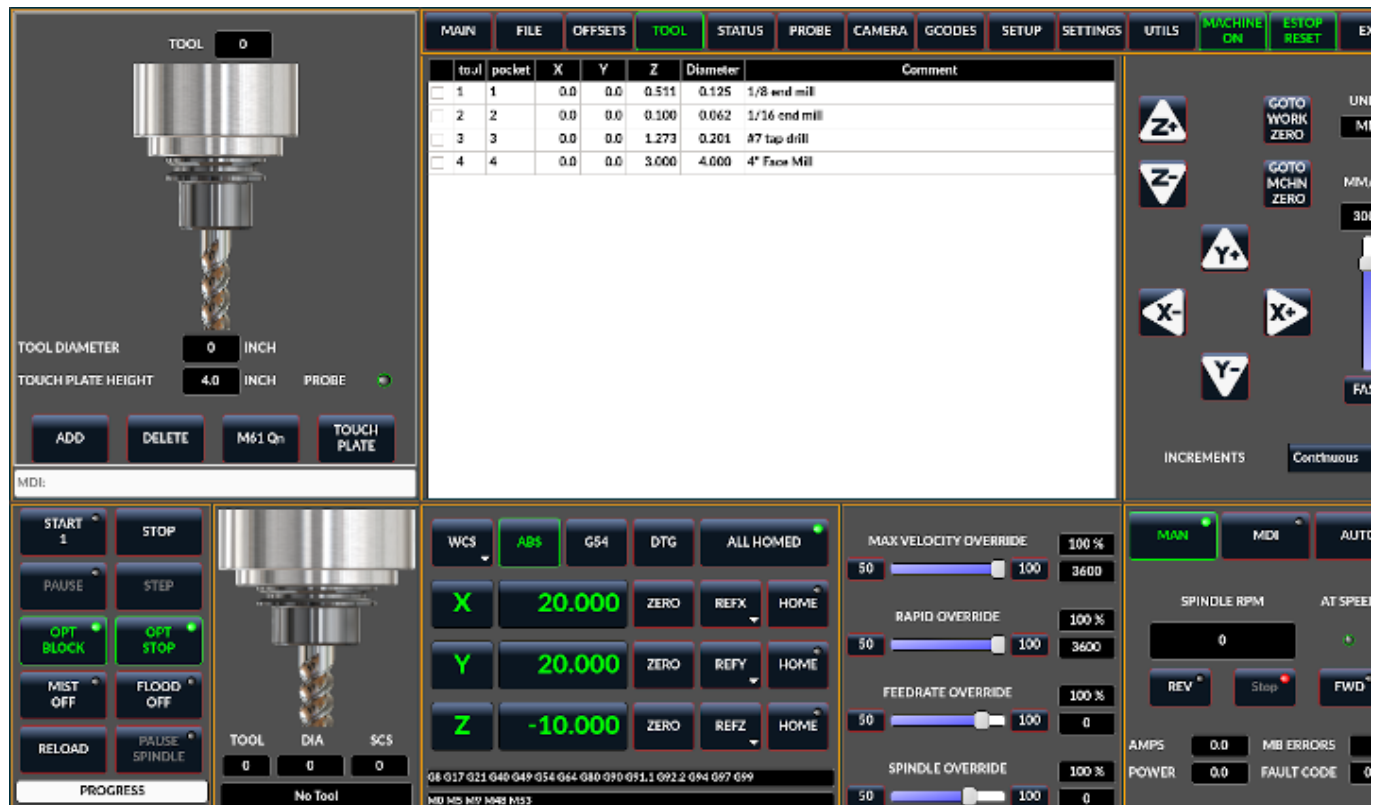 MAIN FILE OFFSETS TOOL STATUS PROBE CAMERA GCODES SETUP SETTINGS UTILS MACHINE ON ESTOP RESET
TOOL 0
TOOL DIAMETER 0 INCH
TOUCH PLATE HEIGHT 4.0 INCH PROBE
ADD DELETE M61 Qn TOUCH PLATE
MDI:
tool pocket X Y Z Diameter Comment
1 1 0.0 0.0 0.511 0.125 1/8 end mill
2 2 0.0 0.0 0.100 0.062 1/16 end mill
3 3 0.0 0.0 1.273 0.201 #7 tap drill
4 4 0.0 0.0 3.000 4.000 4" Face Mill
Z+ GOTO WORK ZERO
Z- GOTO MCHN ZERO
Y+
X- X+
Y-
INCREMENTS Continuous
START 1 STOP
PAUSE STEP
OPT BLOCK OPT STOP
MIST OFF FLOOD OFF
RELOAD PAUSE SPINDLE
PROGRESS
TOOL DIA SCS
0 0 0
No Tool
WCS ABS G54 DTG ALL HOMED
X 20.000 ZERO REFX HOME
Y 20.000 ZERO REFY HOME
Z -10.000 ZERO REFZ HOME
G8 G17 G21 G40 G49 G54 G64 G80 G90 G91.1 G92.2 G94 G97 G99
M0 M5 M9 M48 M53
MAX VELOCITY OVERRIDE 100 %
50 100 3600
RAPID OVERRIDE 100 %
50 100 3600
FEEDRATE OVERRIDE 100 %
50 100 0
SPINDLE OVERRIDE 100 %
50 100 0
MAN MDI AUTO
SPINDLE RPM AT SPEED
0
REV Stop FWD
AMPS 0.0 MB ERRORS
POWER 0.0 FAULT CODE